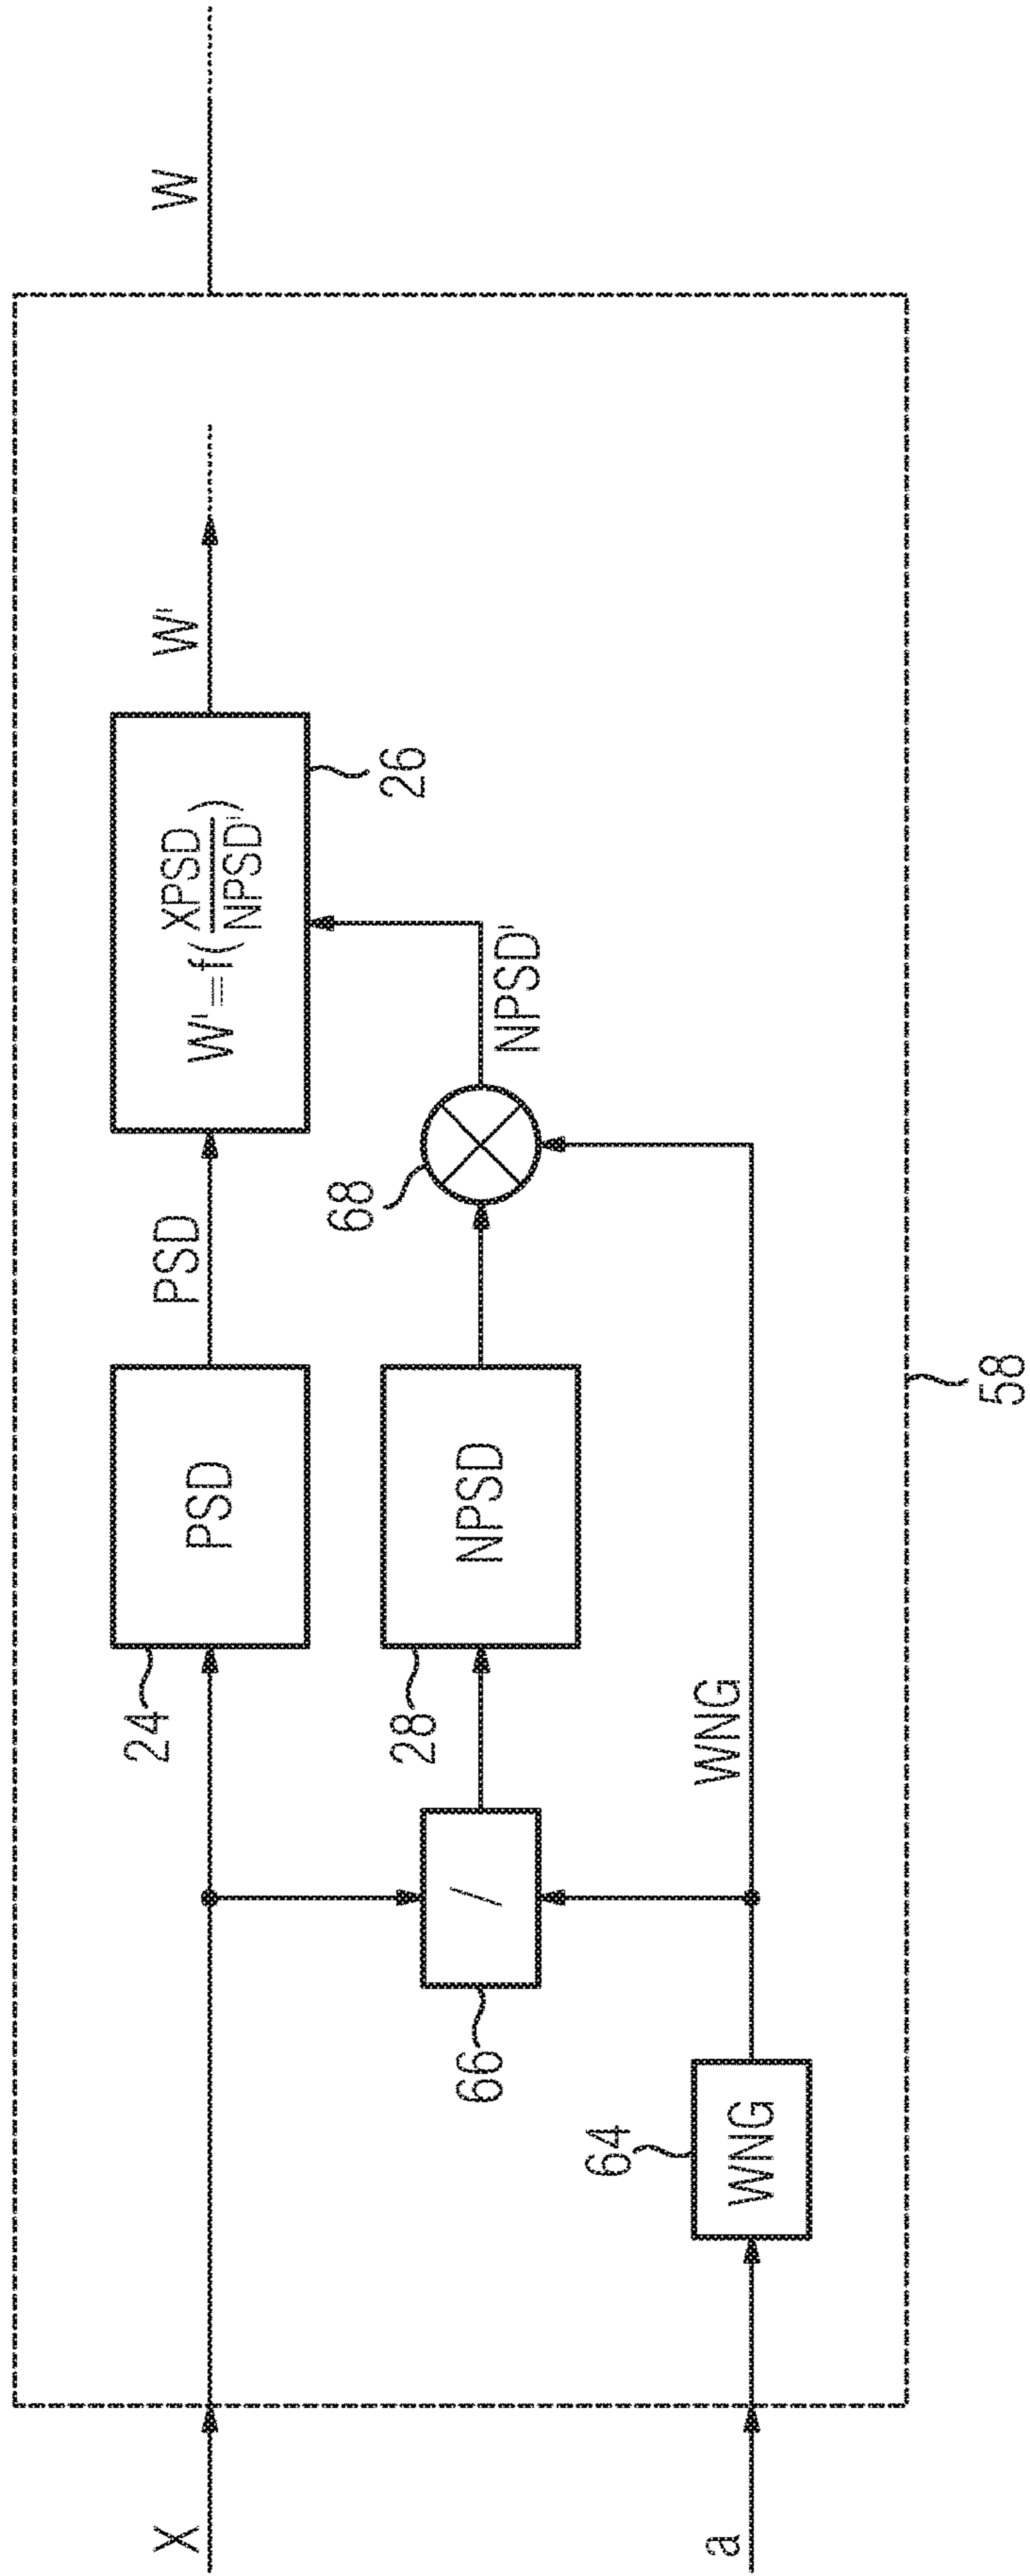 X
a
24
PSD
PSD
W'=f(XPSD/NPSD')
26
W'
W
66
/
28
NPSD
68
NPSD'
64
WNG
WNG
58